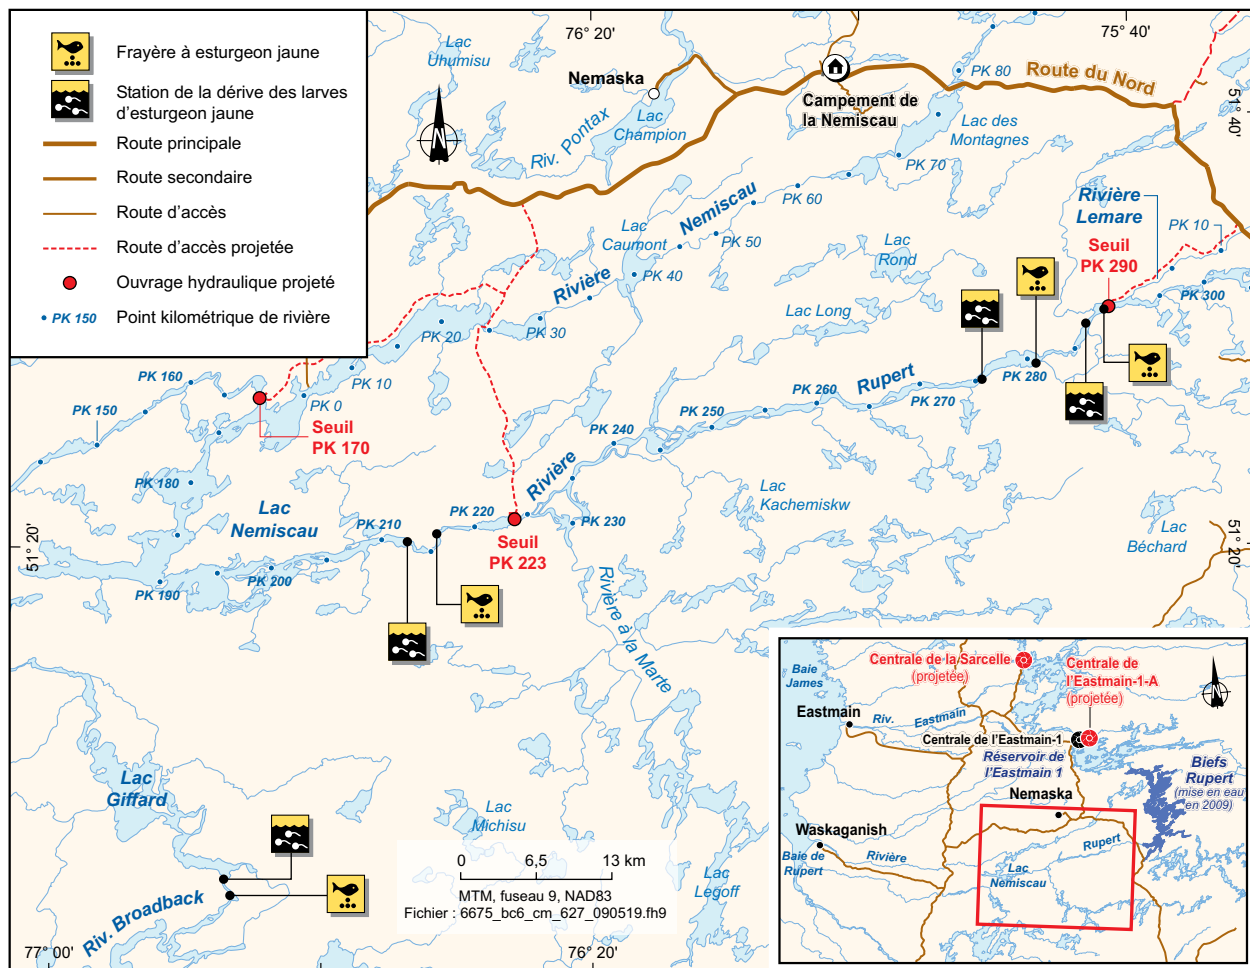 Frayère à esturgeon jaune
Station de la dérive des larves
d'esturgeon jaune
Route principale
Route secondaire
Route d'accès
Route d'accès projetée
Ouvrage hydraulique projeté
PK 150
Point kilométrique de rivière
N
76° 20'
75° 40'
51° 40'
Lac
Uhumisu
Nemaska
Campement de
la Nemiscau
PK 80
Route du Nord
Lac
Champion
Riv. Pontax
Lac des
Montagnes
PK 70
PK 60
Nemiscau
PK 50
Lac
Caumont
PK 40
Rivière
PK 30
PK 20
PK 10
PK 0
Lac
Rond
Lac Long
Rivière
Lemare
PK 10
Seuil
PK 290
PK 300
PK 280
PK 270
Rupert
PK 260
PK 250
PK 240
Rivière
PK 230
PK 220
Seuil
PK 223
PK 210
PK 200
PK 190
PK 180
Lac
Nemiscau
Seuil
PK 170
PK 160
PK 150
51° 20'
51° 20'
Lac
Kachemiskw
Lac
Béchard
Rivière à la Marte
Lac
Giffard
Lac
Michisu
Lac
Legoff
Riv. Broadback
0 6,5 13 km
MTM, fuseau 9, NAD83
Fichier : 6675_bc6_cm_627_090519.fh9
77° 00'
76° 20'
Baie
James
Centrale de la Sarcelle
(projetée)
Centrale de
l'Eastmain-1-A
(projetée)
N
Eastmain
Riv. Eastmain
Centrale de l'Eastmain-1
Réservoir de
l'Eastmain 1
Biefs
Rupert
(mise en eau
en 2009)
Nemaska
Waskaganish
Baie de
Rupert
Rivière
Rupert
Lac
Nemiscau